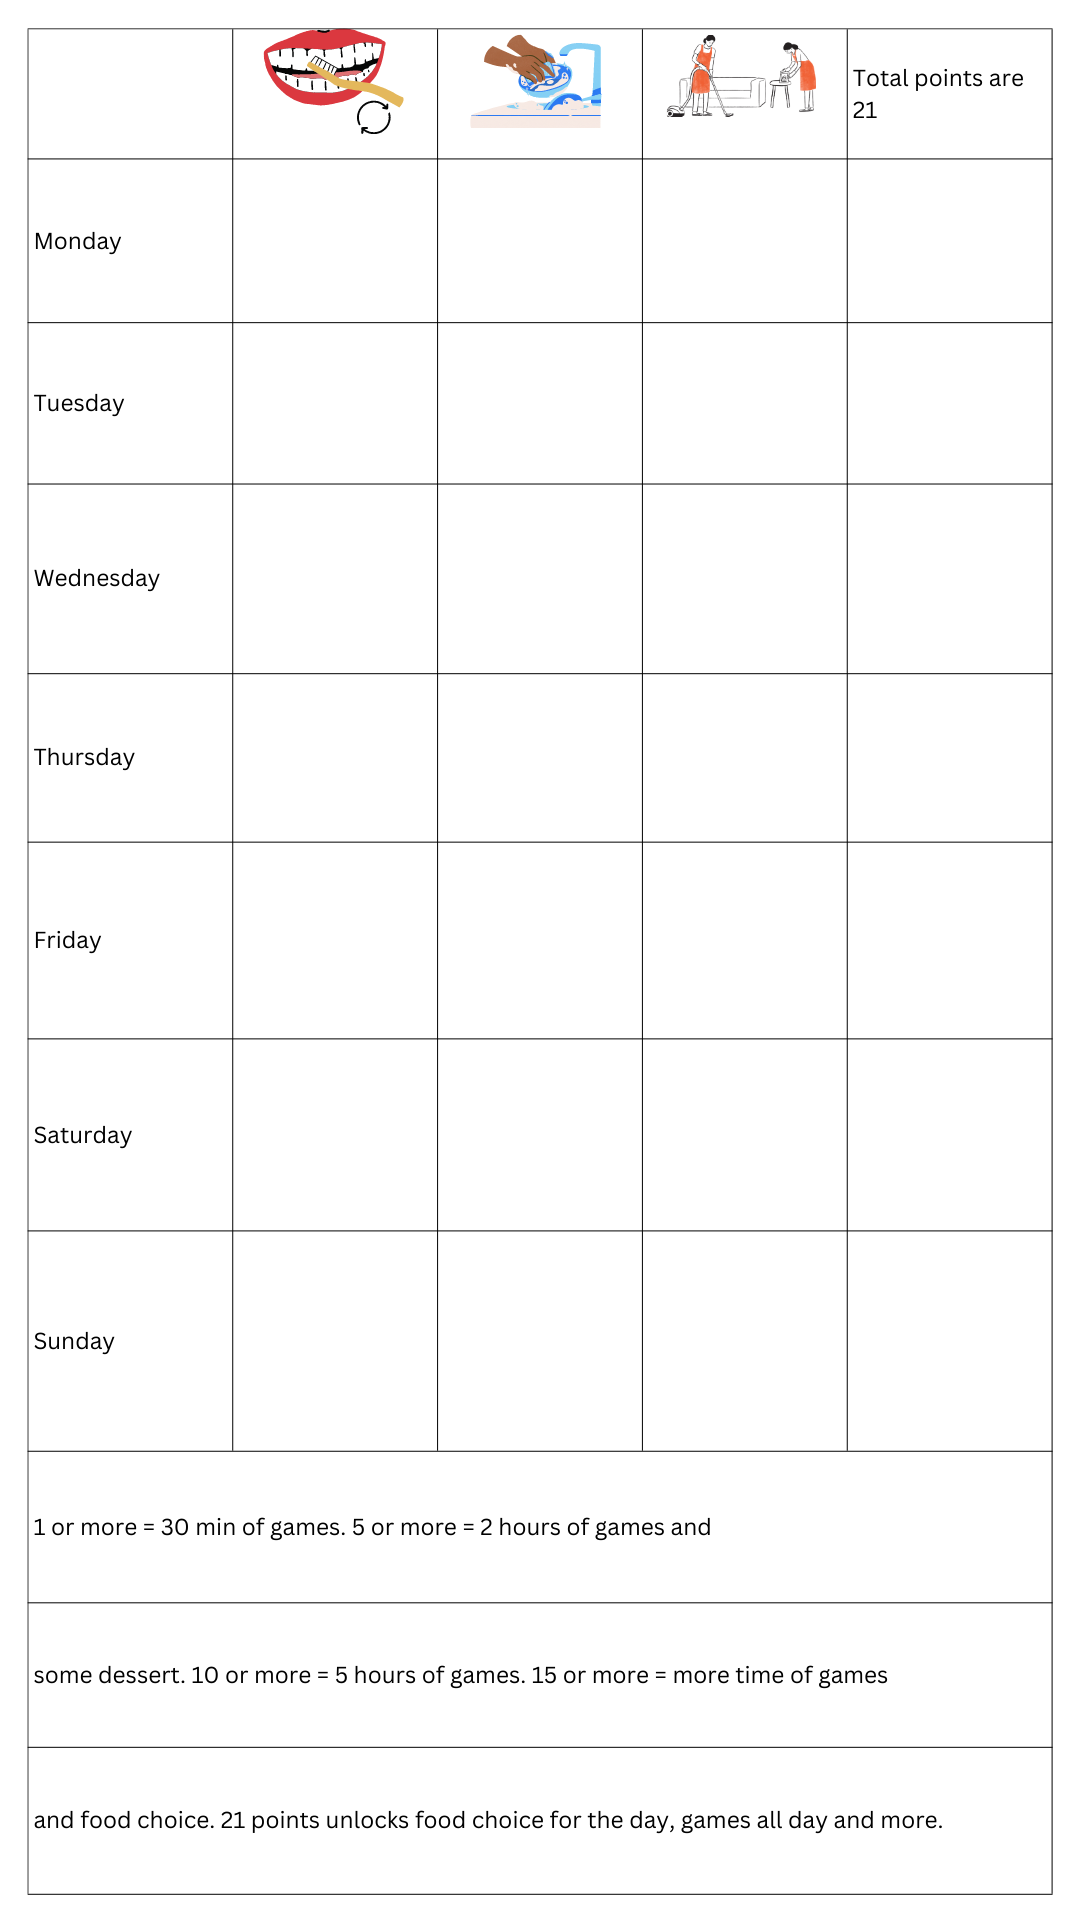 Total points are
21
Monday
Tuesday
Wednesday
Thursday
Friday
Saturday
Sunday
1 or more = 30 min of games. 5 or more = 2 hours of games and
some dessert. 10 or more = 5 hours of games. 15 or more = more time of games
and food choice. 21 points unlocks food choice for the day, games all day and more.